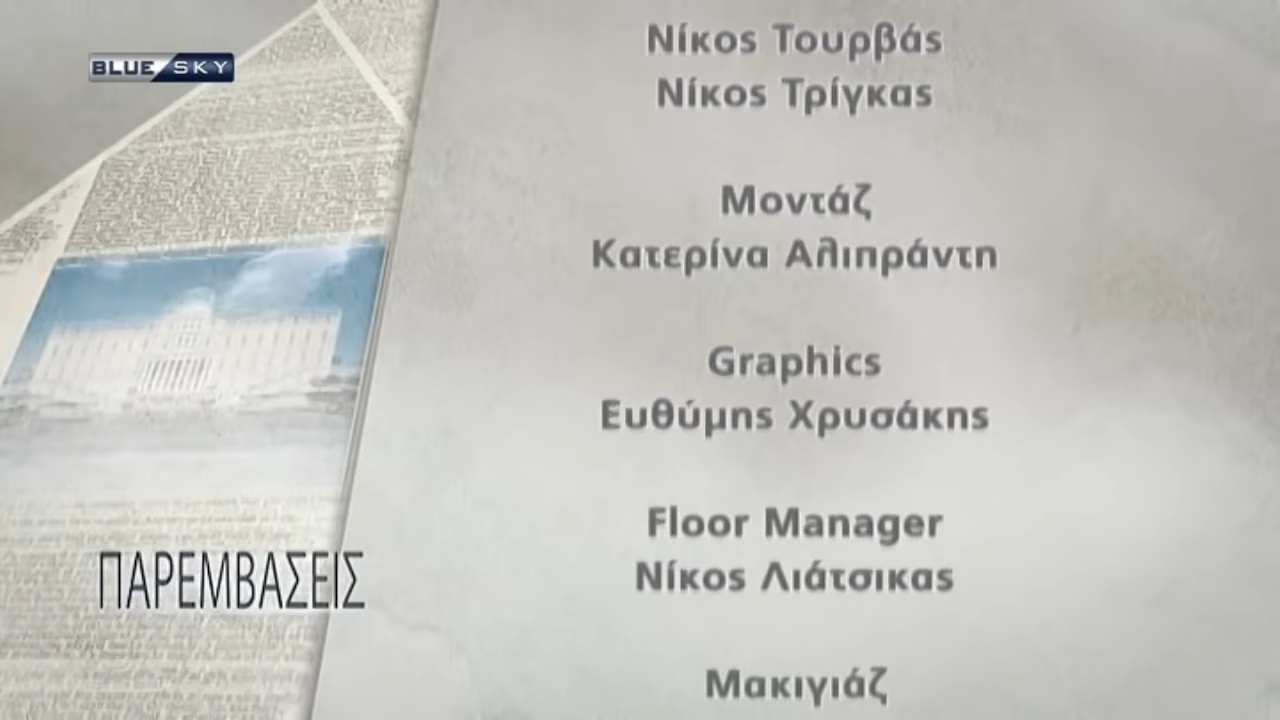 BLUE SKY
Νίκος Τουρβάς
Νίκος Τρίγκας
Μοντάζ
Κατερίνα Αλιπράντη
Graphics
Ευθύμης Χρυσάκης
Floor Manager
Νίκος Λιάτσικας
Μακιγιάζ
ΠΑΡΕΜΒΑΣΕΙΣ